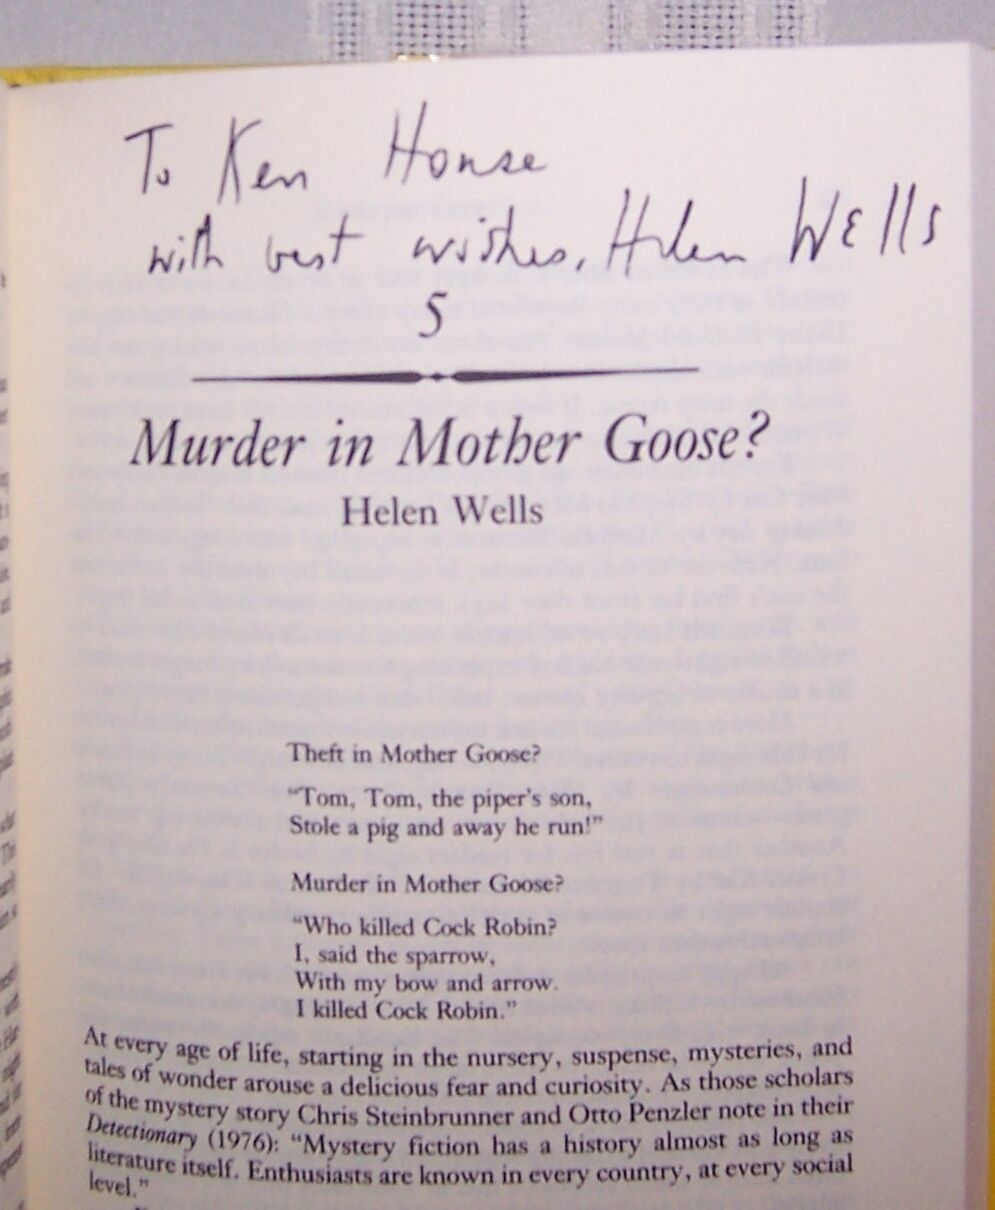 To Ken House
with best wishes, Helen Wells
5
Murder in Mother Goose?
Helen Wells
Theft in Mother Goose?
“Tom, Tom, the piper’s son,
Stole a pig and away he run!”
Murder in Mother Goose?
“Who killed Cock Robin?
I, said the sparrow,
With my bow and arrow.
I killed Cock Robin.”
At every age of life, starting in the nursery, suspense, mysteries, and
tales of wonder arouse a delicious fear and curiosity. As those scholars
of the mystery story Chris Steinbrunner and Otto Penzler note in their
Detectionary (1976): “Mystery fiction has a history almost as long as
literature itself. Enthusiasts are known in every country, at every social
level.”